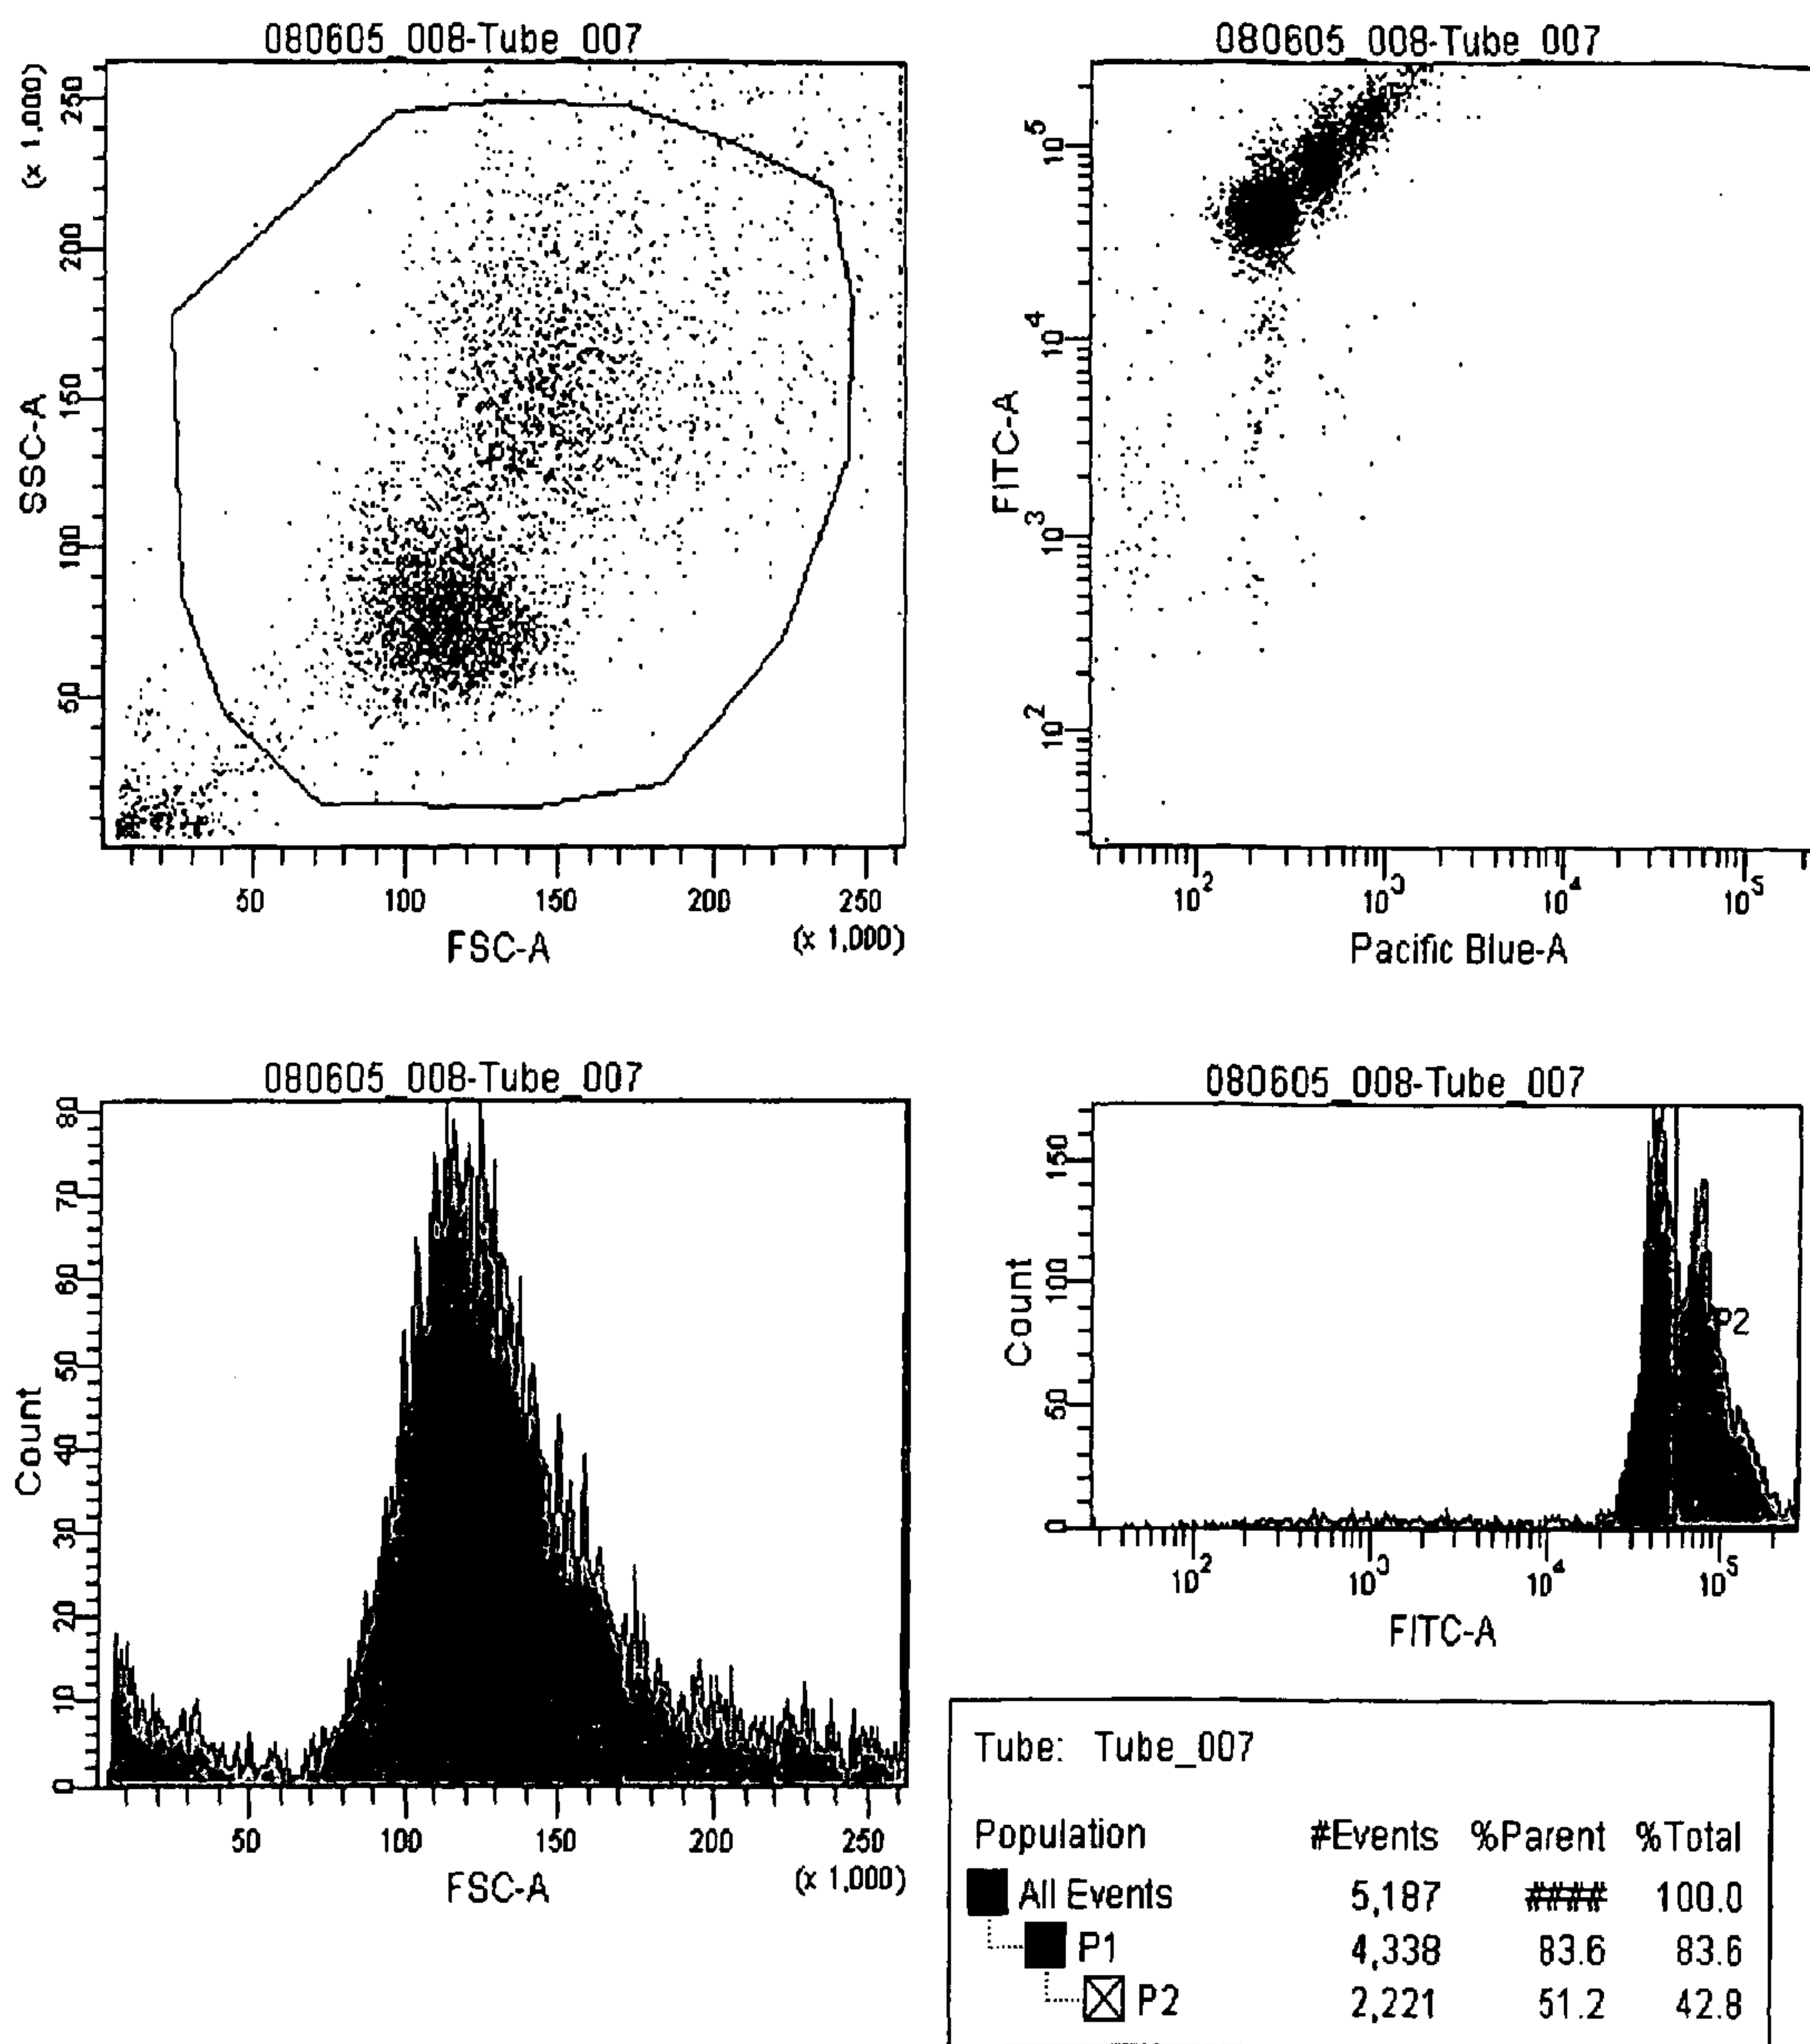 080605_008-Tube_007
(x 1,000)
SSC-A
250
200
150
100
50
P1
50 100 150 200 250
FSC-A (x 1,000)
080605_008-Tube_007
FITC-A
10^5
10^4
10^3
10^2
10^2 10^3 10^4 10^5
Pacific Blue-A
080605_008-Tube_007
Count
80
70
60
50
40
30
20
10
0
50 100 150 200 250
FSC-A (x 1,000)
080605_008-Tube_007
Count
150
100
50
0
P2
10^2 10^3 10^4 10^5
FITC-A
Tube: Tube_007
Population #Events %Parent %Total
All Events 5,187 #### 100.0
P1 4,338 83.6 83.6
P2 2,221 51.2 42.8